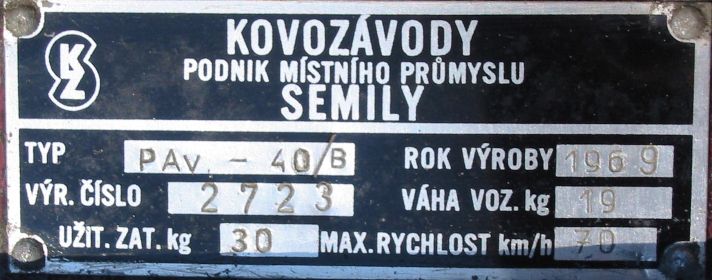 KZS
KOVOZÁVODY
PODNIK MÍSTNÍHO PRŮMYSLU
SEMILY
TYP PAv. - 40/B ROK VÝROBY 1969
VÝR. ČÍSLO 2723 VÁHA VOZ. kg 19
UŽIT. ZAT. kg 30 MAX. RYCHLOST km/h 70